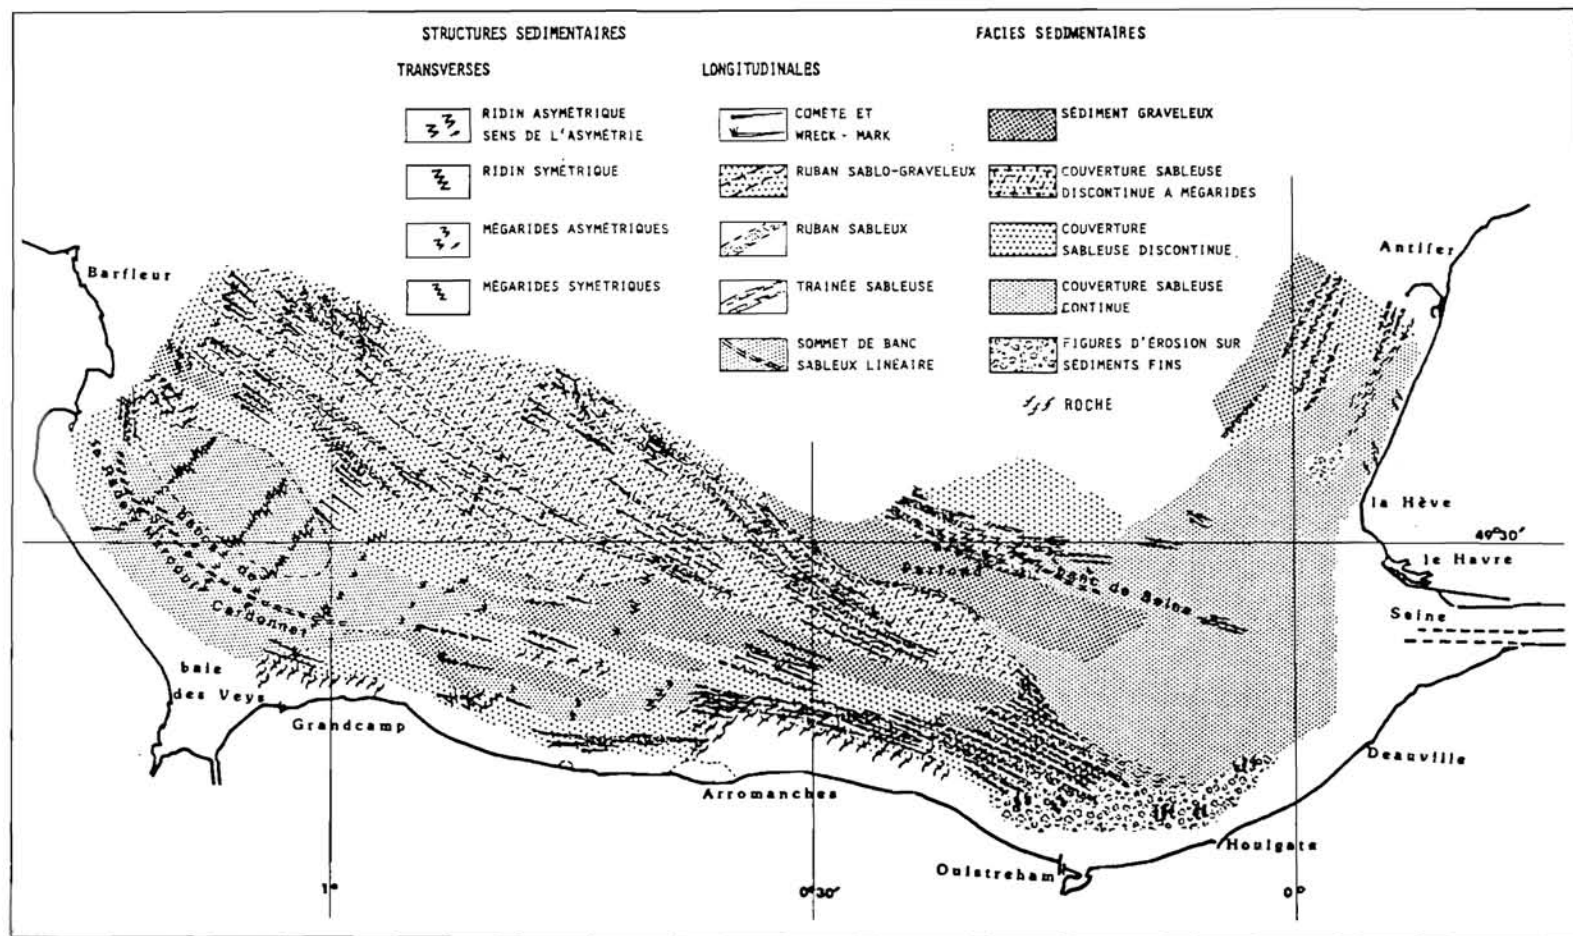 STRUCTURES SEDIMENTAIRES
FACIES SEDIMENTAIRES
TRANSVERSES
LONGITUDINALES
RIDIN ASYMÉTRIQUE
SENS DE L'ASYMÉTRIE
RIDIN SYMÉTRIQUE
MÉGARIDES ASYMÉTRIQUES
MÉGARIDES SYMÉTRIQUES
COMÈTE ET
WRECK - MARK
RUBAN SABLO-GRAVELEUX
RUBAN SABLEUX
TRAINÉE SABLEUSE
SOMMET DE BANC
SABLEUX LINÉAIRE
SÉDIMENT GRAVELEUX
COUVERTURE SABLEUSE
DISCONTINUE A MÉGARIDES
COUVERTURE
SABLEUSE DISCONTINUE
COUVERTURE SABLEUSE
CONTINUE
FIGURES D'ÉROSION SUR
SÉDIMENTS FINS
ROCHE
Barfleur
Antifer
la Hève
49°30'
le Havre
Seine
Parfond
banc de Seine
banc de
Marcouf
Cardonnet
baie
des Veys
Grandcamp
Arromanches
Deauville
Houlgate
Ouistreham
1°
0°30'
0°